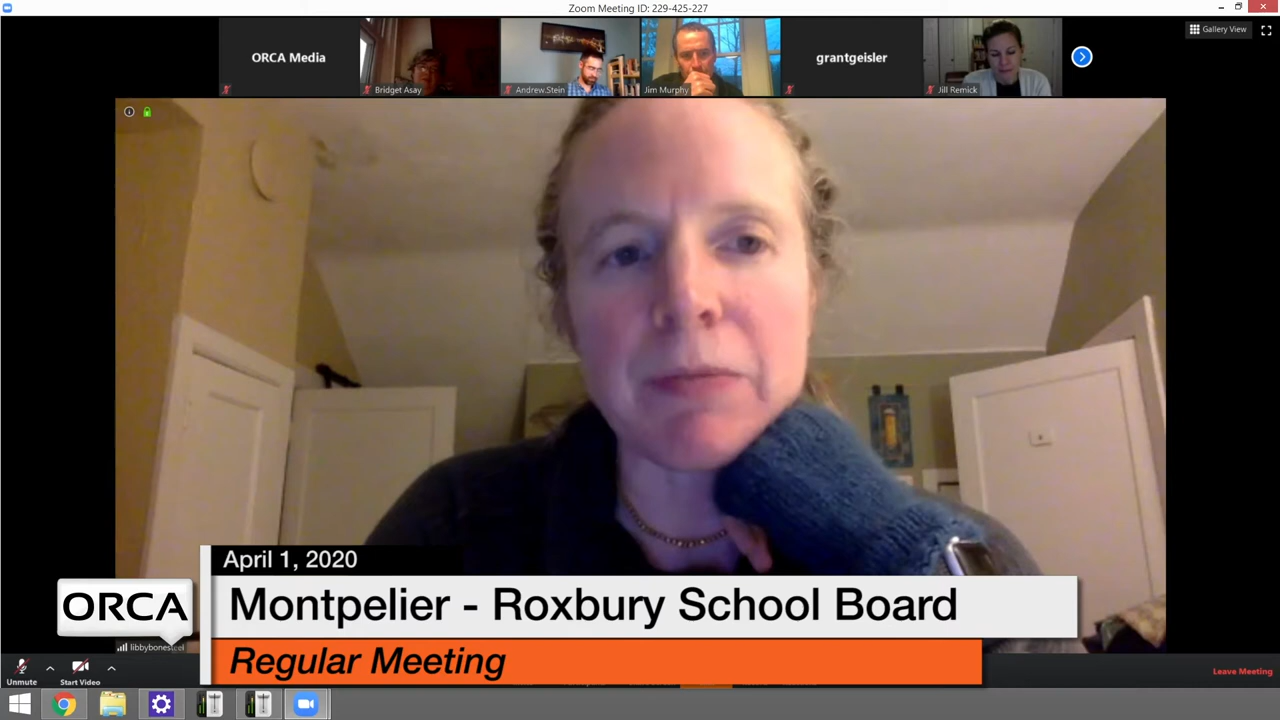 Zoom Meeting ID: 229-425-227
ORCA Media
Bridget Asay
Andrew.Stein
Jim Murphy
grantgeisler
Jill Remick
Gallery View
April 1, 2020
ORCA
Montpelier - Roxbury School Board
libbybonesteel
Regular Meeting
Unmute
Start Video
Leave Meeting